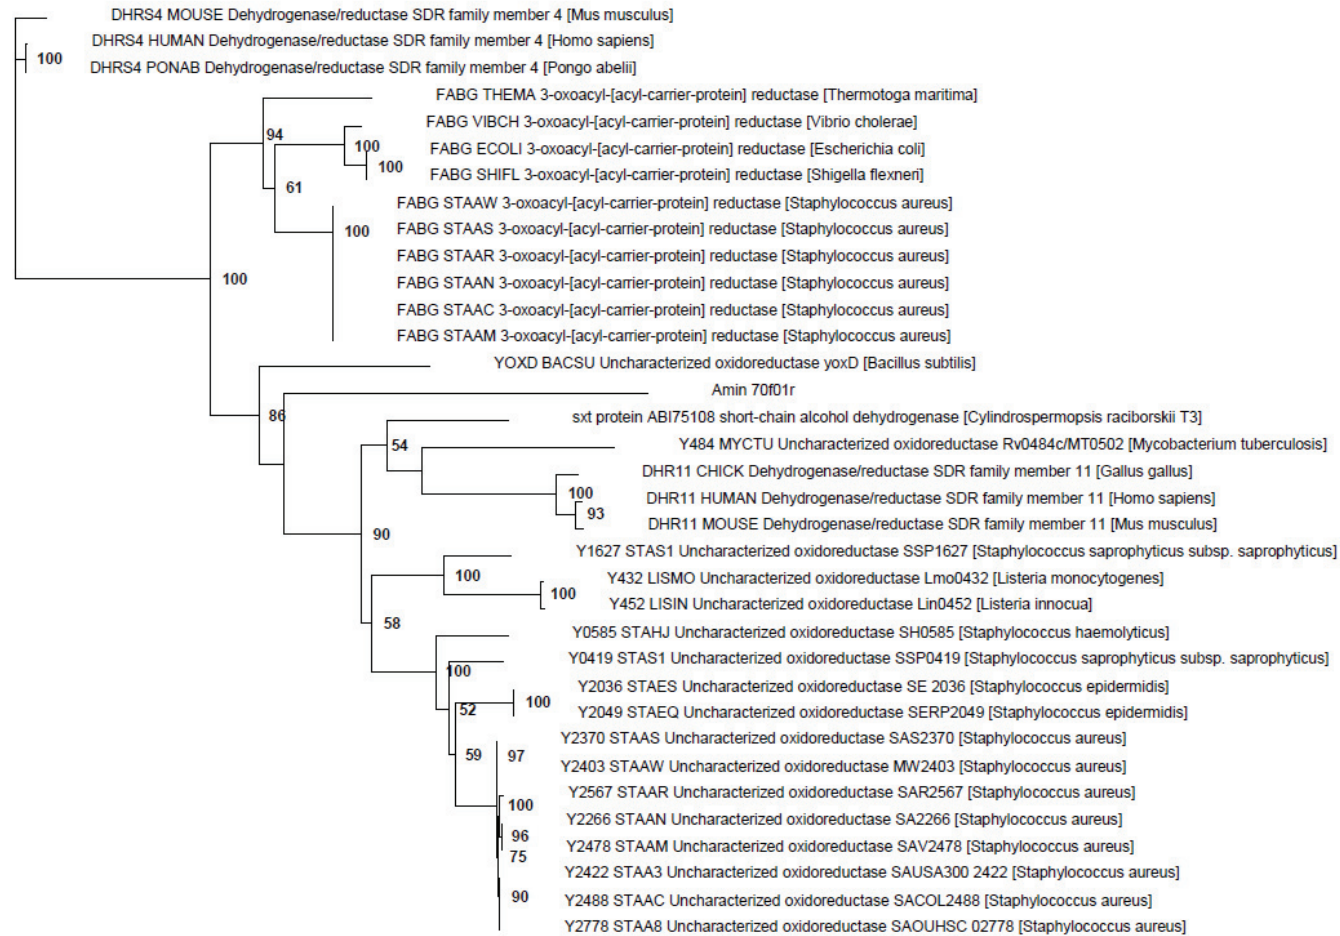 DHRS4 MOUSE Dehydrogenase/reductase SDR family member 4 [Mus musculus]
DHRS4 HUMAN Dehydrogenase/reductase SDR family member 4 [Homo sapiens]
100
DHRS4 PONAB Dehydrogenase/reductase SDR family member 4 [Pongo abelii]
FABG THEMA 3-oxoacyl-[acyl-carrier-protein] reductase [Thermotoga maritima]
FABG VIBCH 3-oxoacyl-[acyl-carrier-protein] reductase [Vibrio cholerae]
94
100
FABG ECOLI 3-oxoacyl-[acyl-carrier-protein] reductase [Escherichia coli]
100
FABG SHIFL 3-oxoacyl-[acyl-carrier-protein] reductase [Shigella flexneri]
61
FABG STAAW 3-oxoacyl-[acyl-carrier-protein] reductase [Staphylococcus aureus]
100
FABG STAAS 3-oxoacyl-[acyl-carrier-protein] reductase [Staphylococcus aureus]
FABG STAAR 3-oxoacyl-[acyl-carrier-protein] reductase [Staphylococcus aureus]
100
FABG STAAN 3-oxoacyl-[acyl-carrier-protein] reductase [Staphylococcus aureus]
FABG STAAC 3-oxoacyl-[acyl-carrier-protein] reductase [Staphylococcus aureus]
FABG STAAM 3-oxoacyl-[acyl-carrier-protein] reductase [Staphylococcus aureus]
YOXD BACSU Uncharacterized oxidoreductase yoxD [Bacillus subtilis]
Amin 70f01r
86
sxt protein ABI75108 short-chain alcohol dehydrogenase [Cylindrospermopsis raciborskii T3]
54
Y484 MYCTU Uncharacterized oxidoreductase Rv0484c/MT0502 [Mycobacterium tuberculosis]
DHR11 CHICK Dehydrogenase/reductase SDR family member 11 [Gallus gallus]
100
DHR11 HUMAN Dehydrogenase/reductase SDR family member 11 [Homo sapiens]
93
DHR11 MOUSE Dehydrogenase/reductase SDR family member 11 [Mus musculus]
90
Y1627 STAS1 Uncharacterized oxidoreductase SSP1627 [Staphylococcus saprophyticus subsp. saprophyticus]
100
Y432 LISMO Uncharacterized oxidoreductase Lmo0432 [Listeria monocytogenes]
100
Y452 LISIN Uncharacterized oxidoreductase Lin0452 [Listeria innocua]
58
Y0585 STAHJ Uncharacterized oxidoreductase SH0585 [Staphylococcus haemolyticus]
Y0419 STAS1 Uncharacterized oxidoreductase SSP0419 [Staphylococcus saprophyticus subsp. saprophyticus]
100
Y2036 STAES Uncharacterized oxidoreductase SE 2036 [Staphylococcus epidermidis]
100
52
Y2049 STAEQ Uncharacterized oxidoreductase SERP2049 [Staphylococcus epidermidis]
Y2370 STAAS Uncharacterized oxidoreductase SAS2370 [Staphylococcus aureus]
59
97
Y2403 STAAW Uncharacterized oxidoreductase MW2403 [Staphylococcus aureus]
Y2567 STAAR Uncharacterized oxidoreductase SAR2567 [Staphylococcus aureus]
100
Y2266 STAAN Uncharacterized oxidoreductase SA2266 [Staphylococcus aureus]
96
Y2478 STAAM Uncharacterized oxidoreductase SAV2478 [Staphylococcus aureus]
75
Y2422 STAA3 Uncharacterized oxidoreductase SAUSA300 2422 [Staphylococcus aureus]
90
Y2488 STAAC Uncharacterized oxidoreductase SACOL2488 [Staphylococcus aureus]
Y2778 STAA8 Uncharacterized oxidoreductase SAOUHSC 02778 [Staphylococcus aureus]